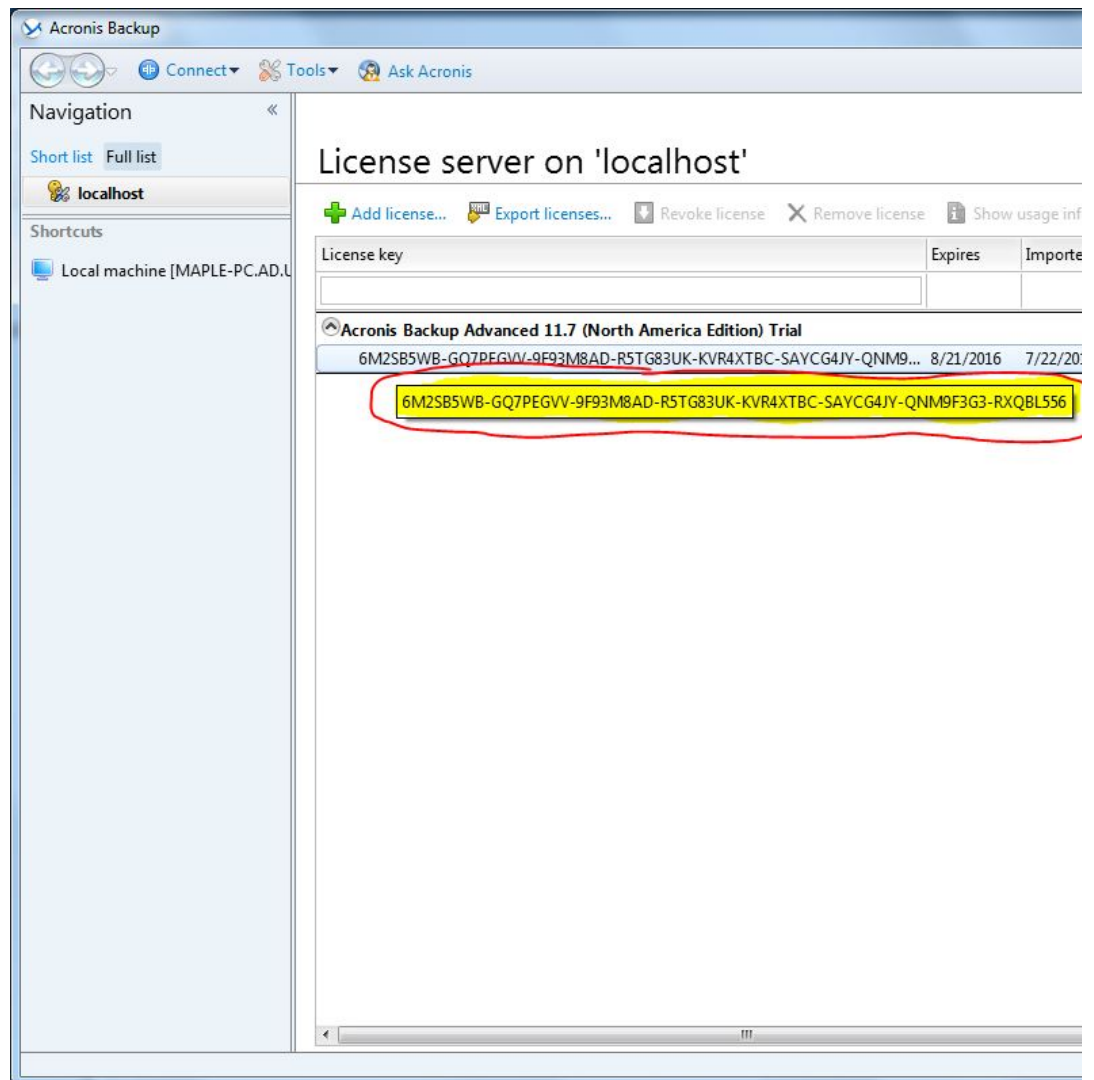 Acronis Backup
Connect Tools Ask Acronis
Navigation
Short list Full list
localhost
Shortcuts
Local machine [MAPLE-PC.AD.U
License server on 'localhost'
Add license... Export licenses... Revoke license Remove license Show usage inf
License key Expires Importe
Acronis Backup Advanced 11.7 (North America Edition) Trial
6M2SB5WB-GQ7PEGVV-9F93M8AD-R5TG83UK-KVR4XTBC-SAYCG4JY-QNM9... 8/21/2016 7/22/20
6M2SB5WB-GQ7PEGVV-9F93M8AD-R5TG83UK-KVR4XTBC-SAYCG4JY-QNM9F3G3-RXQBL556